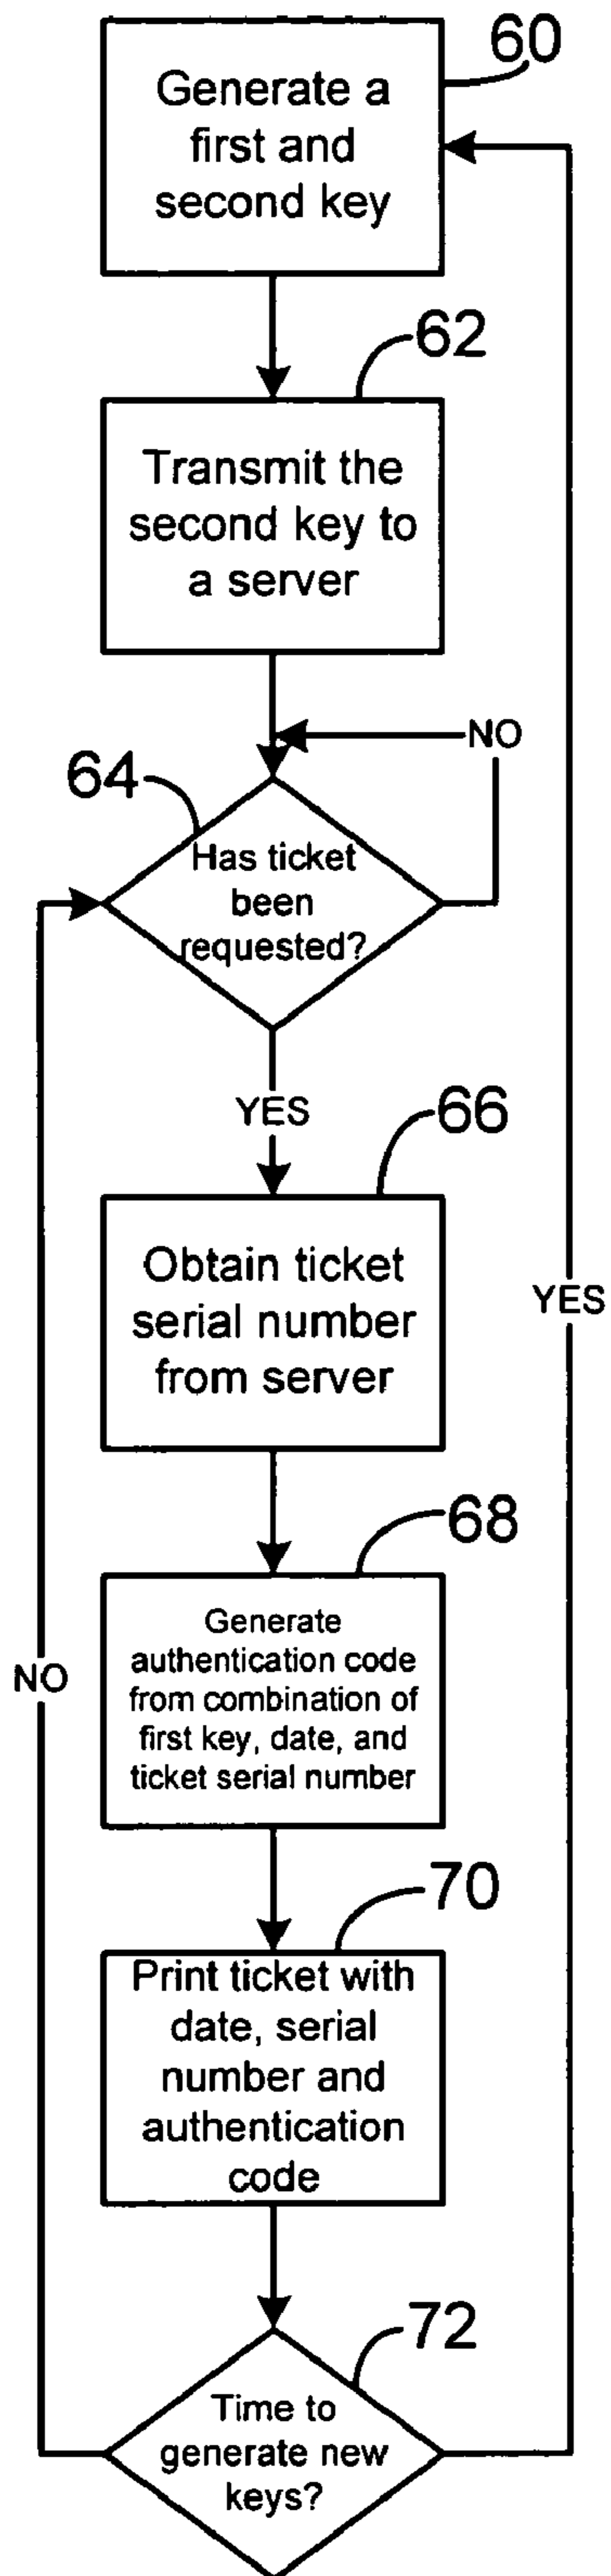 60
Generate a
first and
second key
62
Transmit the
second key to
a server
NO
64
Has ticket
been
requested?
YES
66
Obtain ticket
serial number
from server
YES
68
Generate
authentication code
from combination of
first key, date, and
ticket serial number
NO
70
Print ticket with
date, serial
number and
authentication
code
72
Time to
generate new
keys?